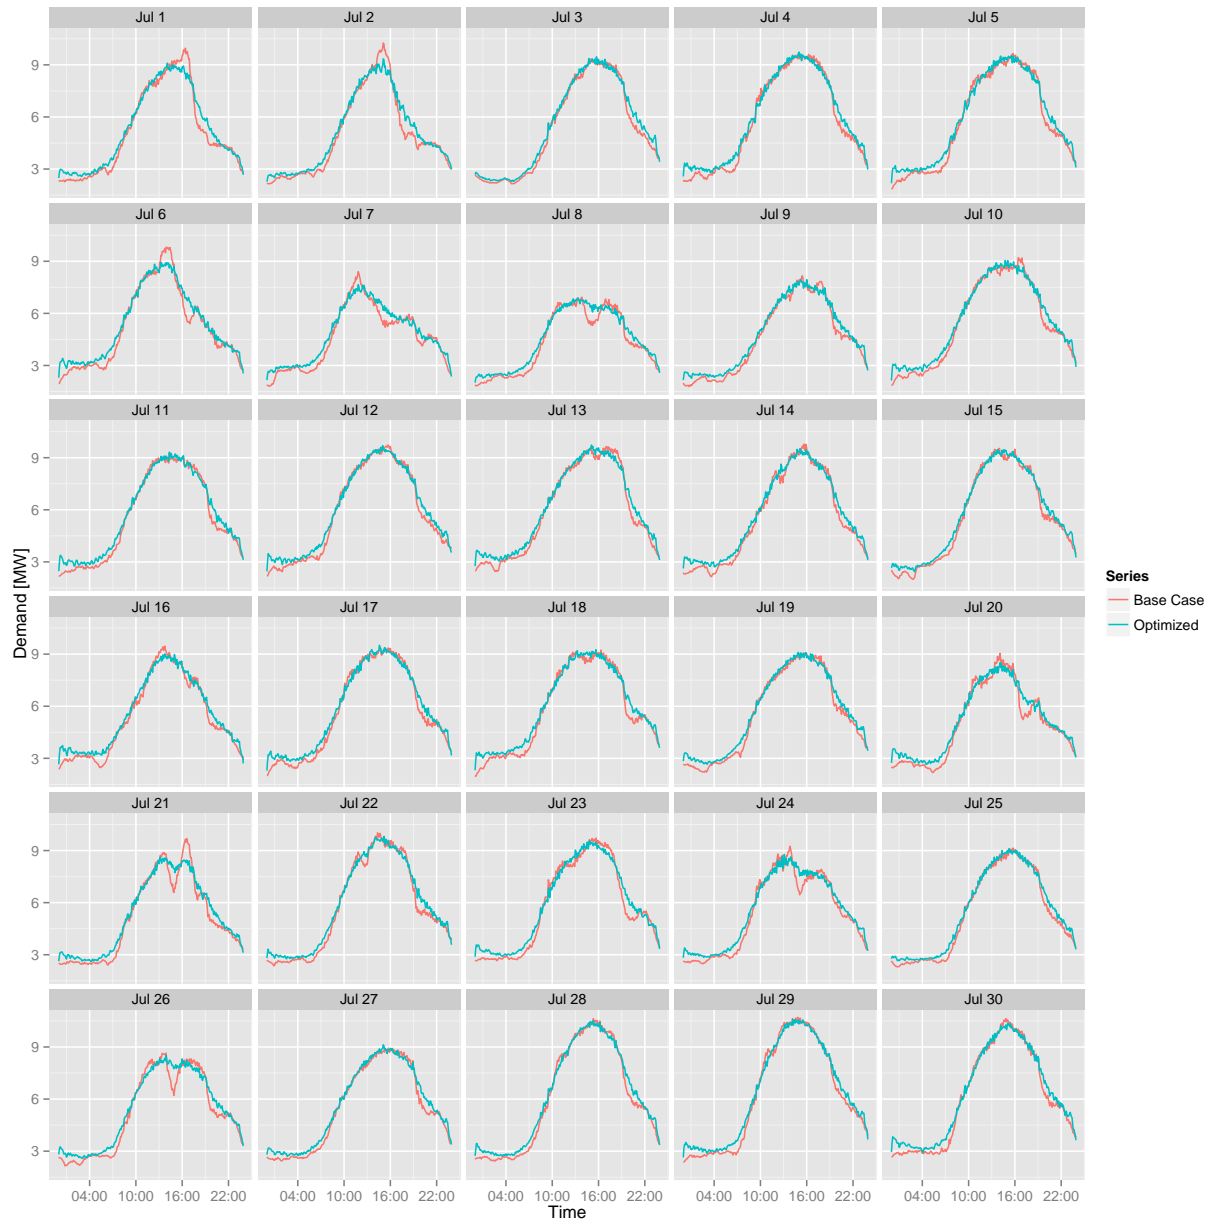 Jul 1 Jul 2 Jul 3 Jul 4 Jul 5
9
6
3
Jul 6 Jul 7 Jul 8 Jul 9 Jul 10
9
6
3
Jul 11 Jul 12 Jul 13 Jul 14 Jul 15
9
6
3
Jul 16 Jul 17 Jul 18 Jul 19 Jul 20
9
6
3
Jul 21 Jul 22 Jul 23 Jul 24 Jul 25
9
6
3
Jul 26 Jul 27 Jul 28 Jul 29 Jul 30
9
6
3
04:00 10:00 16:00 22:00 04:00 10:00 16:00 22:00 04:00 10:00 16:00 22:00 04:00 10:00 16:00 22:00 04:00 10:00 16:00 22:00
Time
Demand [MW]
Series
Base Case
Optimized